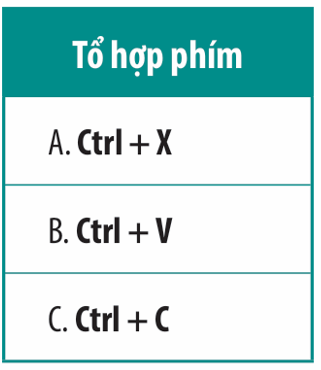 Tổ hợp phím
A. Ctrl + X
B. Ctrl + V
C. Ctrl + C